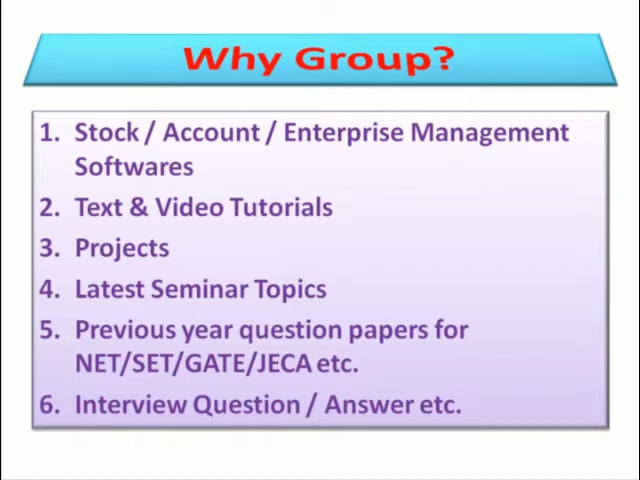 Why Group?
1. Stock / Account / Enterprise Management
Softwares
2. Text & Video Tutorials
3. Projects
4. Latest Seminar Topics
5. Previous year question papers for
NET/SET/GATE/JECA etc.
6. Interview Question / Answer etc.